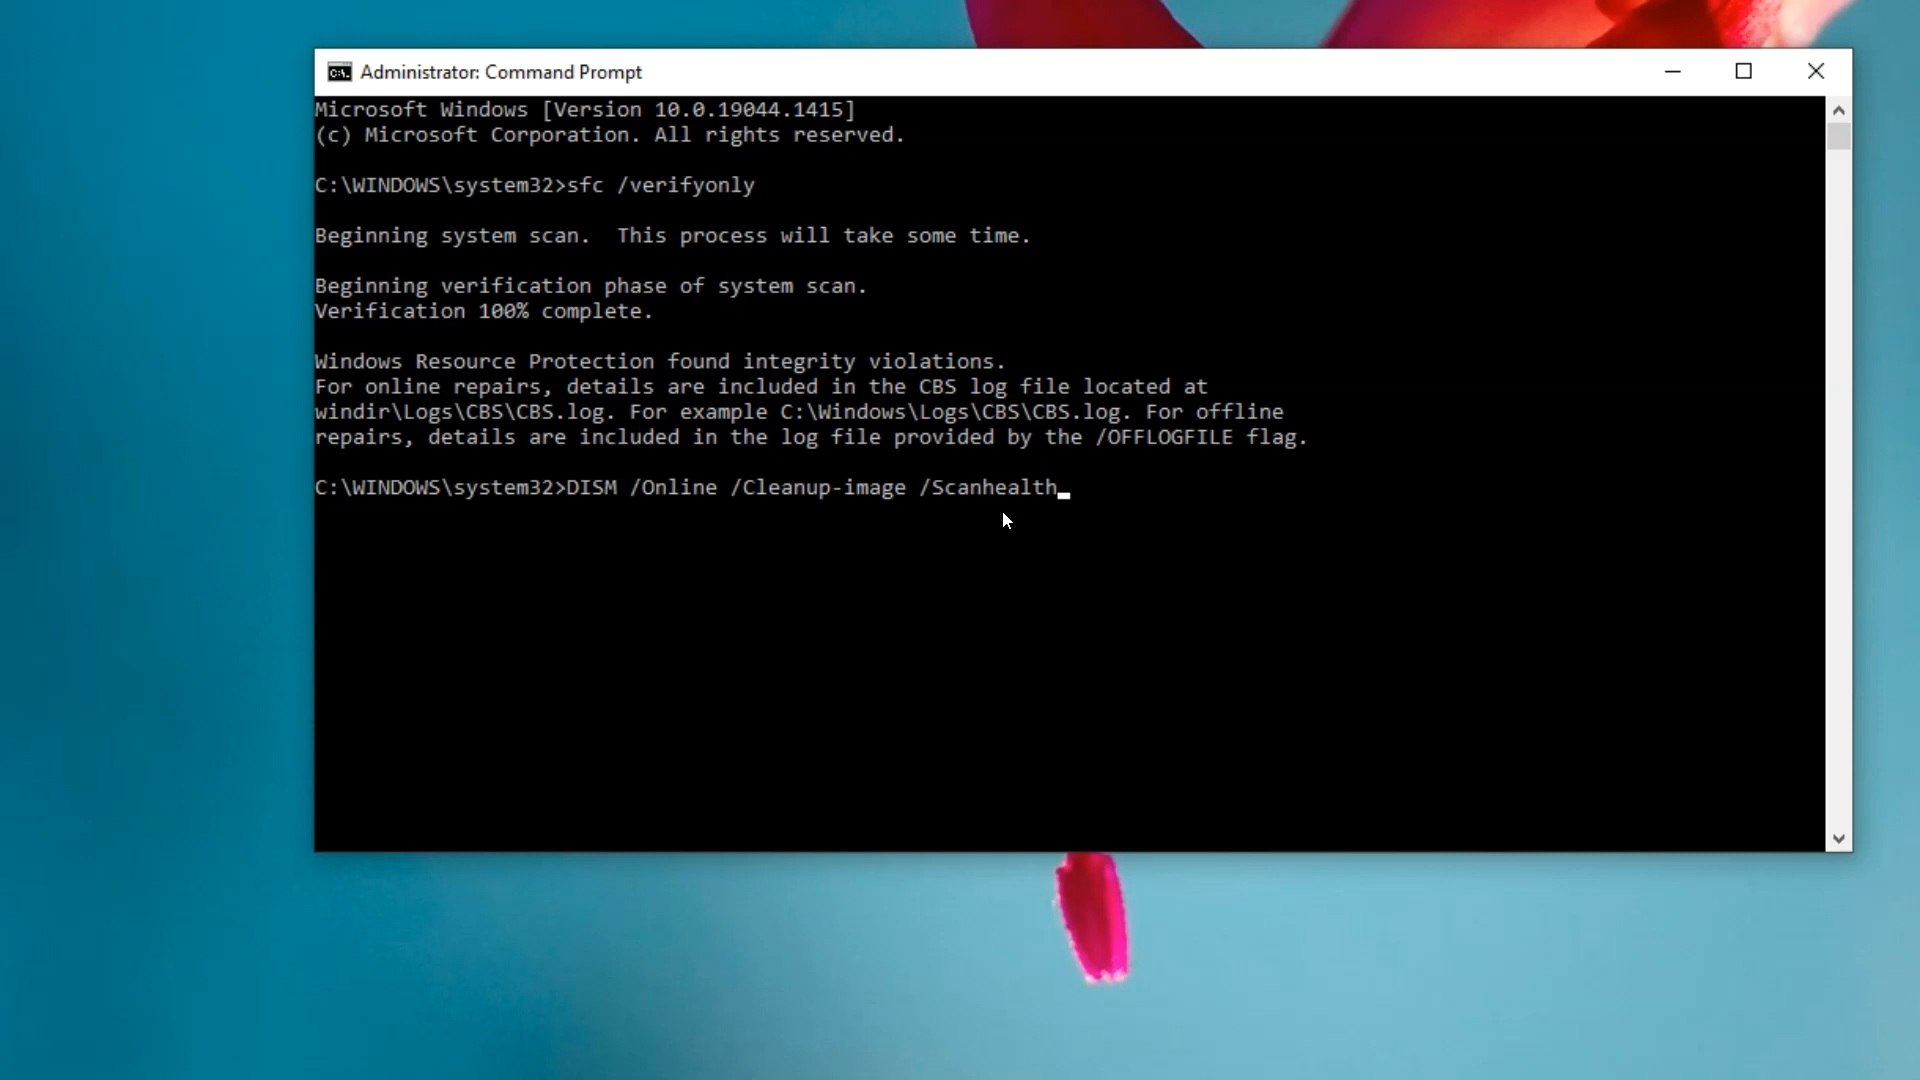 Administrator: Command Prompt
Microsoft Windows [Version 10.0.19044.1415]
(c) Microsoft Corporation. All rights reserved.
C:\WINDOWS\system32>sfc /verifyonly
Beginning system scan.  This process will take some time.
Beginning verification phase of system scan.
Verification 100% complete.
Windows Resource Protection found integrity violations.
For online repairs, details are included in the CBS log file located at
windir\Logs\CBS\CBS.log. For example C:\Windows\Logs\CBS\CBS.log. For offline
repairs, details are included in the log file provided by the /OFFLOGFILE flag.
C:\WINDOWS\system32>DISM /Online /Cleanup-image /Scanhealth